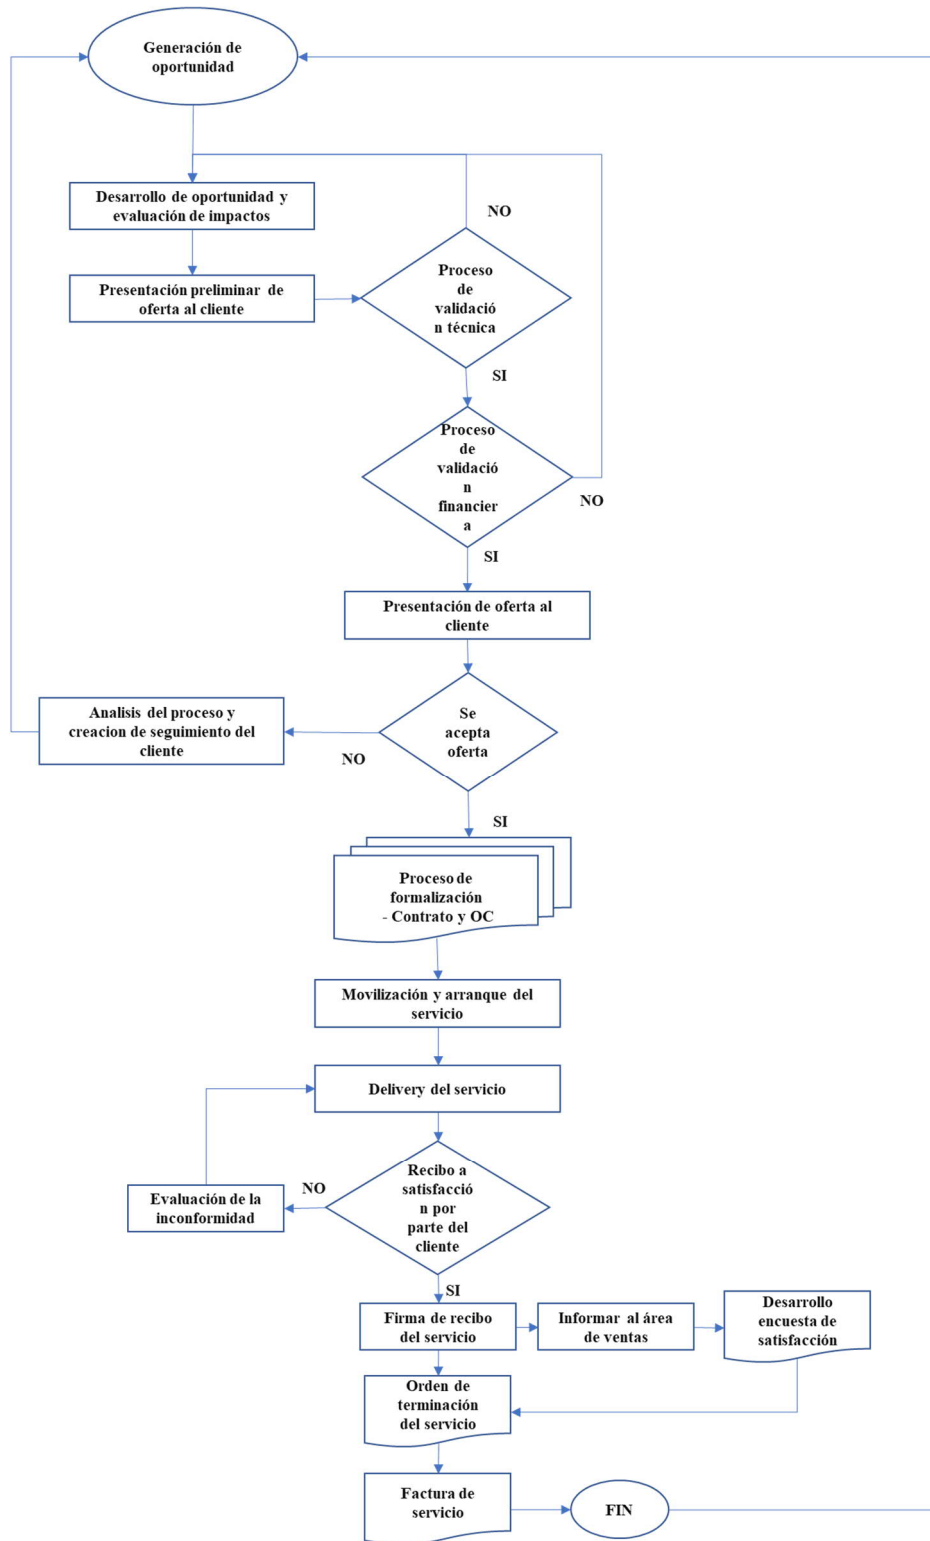 Generación de
oportunidad
Desarrollo de oportunidad y
evaluación de impactos
NO
Presentación preliminar de
oferta al cliente
Proceso
de
validació
n técnica
SI
Proceso
de
validació
n
financier
a
NO
SI
Presentación de oferta al
cliente
Analisis del proceso y
creacion de seguimiento del
cliente
NO
Se
acepta
oferta
SI
Proceso de
formalización
- Contrato y OC
Movilización y arranque del
servicio
Delivery del servicio
Evaluación de la
inconformidad
NO
Recibo a
satisfacció
n por
parte del
cliente
SI
Firma de recibo
del servicio
Informar al área
de ventas
Desarrollo
encuesta de
satisfacción
Orden de
terminación
del servicio
Factura de
servicio
FIN